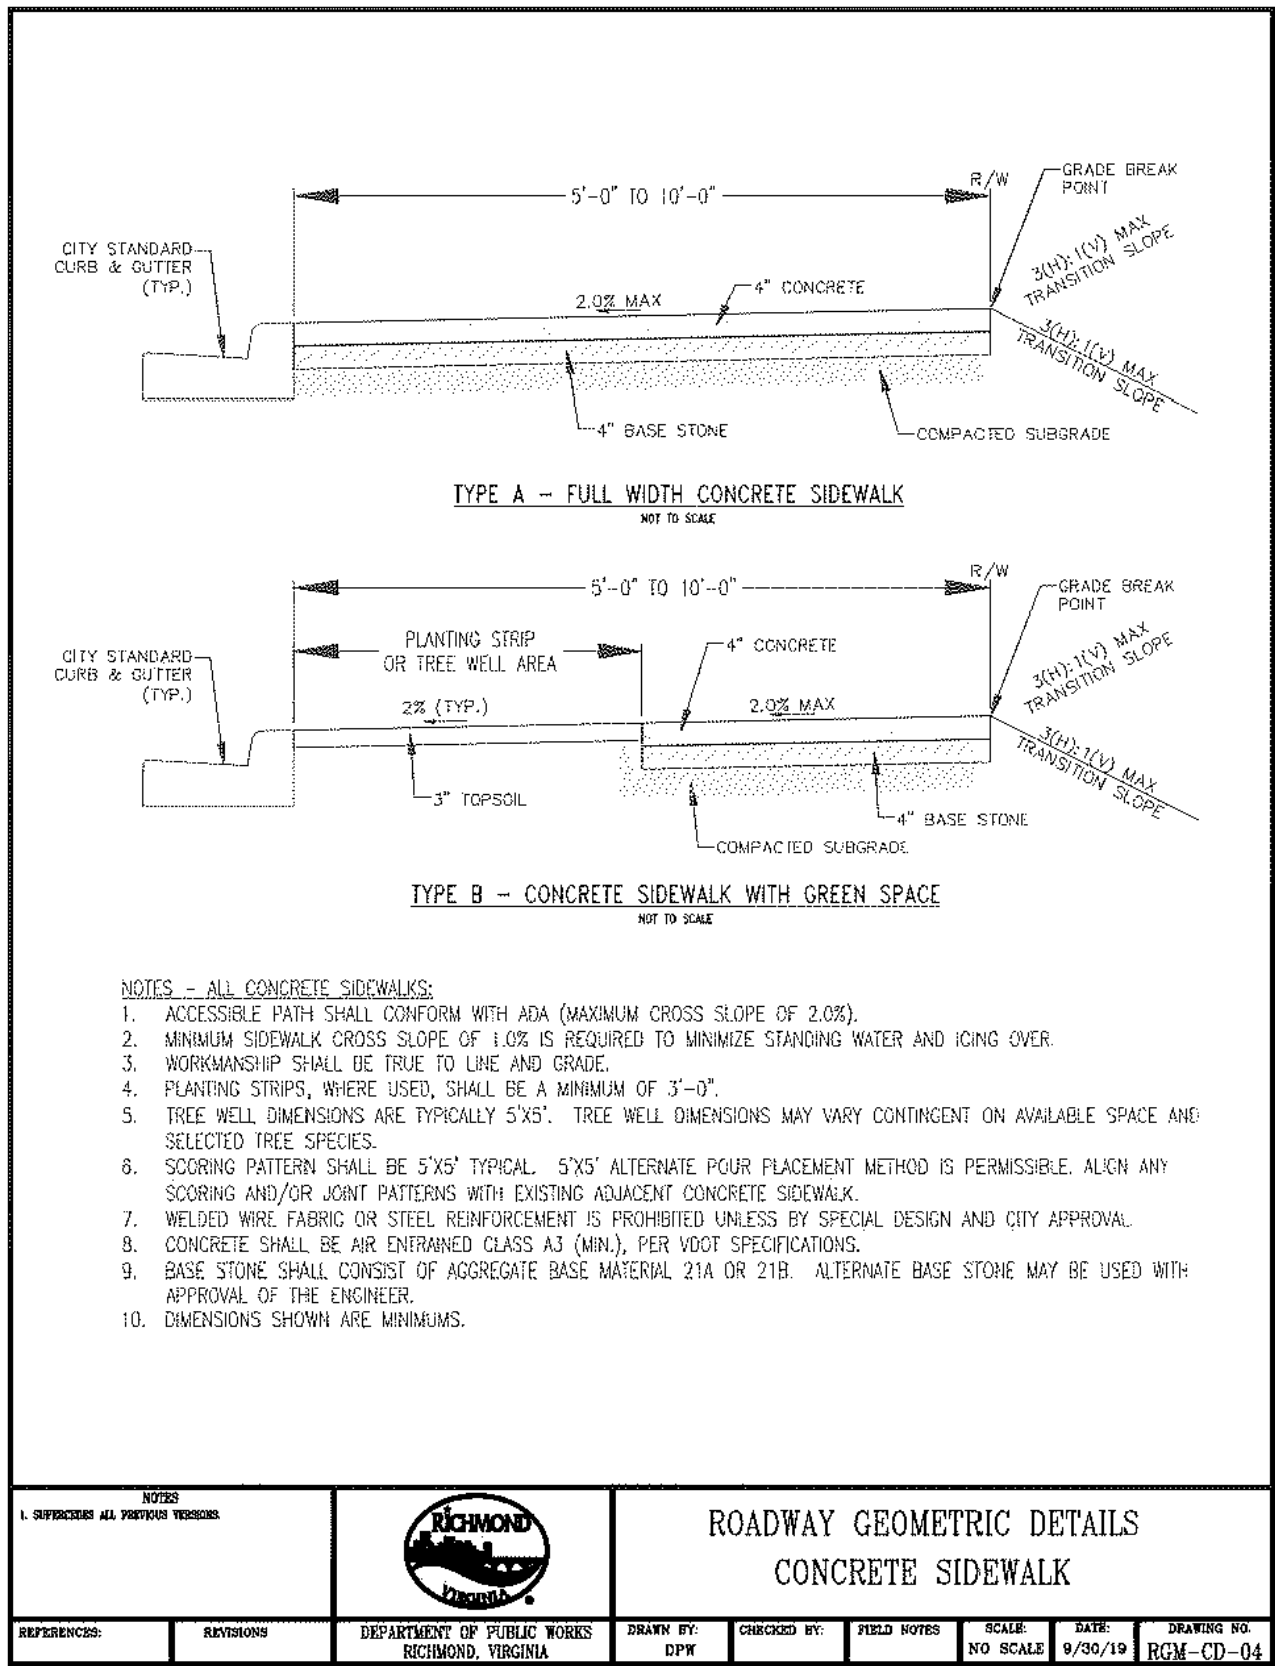 5'-0" TO 10'-0"
R/W
GRADE BREAK
POINT
3(H):1(V) MAX
TRANSITION SLOPE
CITY STANDARD
CURB & GUTTER
(TYP.)
2.0% MAX
4" CONCRETE
3(H):1(V) MAX
TRANSITION SLOPE
4" BASE STONE
COMPACTED SUBGRADE
TYPE A - FULL WIDTH CONCRETE SIDEWALK
NOT TO SCALE
5'-0" TO 10'-0"
R/W
GRADE BREAK
POINT
PLANTING STRIP
OR TREE WELL AREA
4" CONCRETE
3(H):1(V) MAX
TRANSITION SLOPE
CITY STANDARD
CURB & GUTTER
(TYP.)
2% (TYP.)
2.0% MAX
3(H):1(V) MAX
TRANSITION SLOPE
3" TOPSOIL
4" BASE STONE
COMPACTED SUBGRADE
TYPE B - CONCRETE SIDEWALK WITH GREEN SPACE
NOT TO SCALE
NOTES - ALL CONCRETE SIDEWALKS:
1. ACCESSIBLE PATH SHALL CONFORM WITH ADA (MAXIMUM CROSS SLOPE OF 2.0%).
2. MINIMUM SIDEWALK CROSS SLOPE OF 1.0% IS REQUIRED TO MINIMIZE STANDING WATER AND ICING OVER.
3. WORKMANSHIP SHALL BE TRUE TO LINE AND GRADE.
4. PLANTING STRIPS, WHERE USED, SHALL BE A MINIMUM OF 3'-0".
5. TREE WELL DIMENSIONS ARE TYPICALLY 5'X5'. TREE WELL DIMENSIONS MAY VARY CONTINGENT ON AVAILABLE SPACE AND
SELECTED TREE SPECIES.
6. SCORING PATTERN SHALL BE 5'X5' TYPICAL. 5'X5' ALTERNATE POUR PLACEMENT METHOD IS PERMISSIBLE. ALIGN ANY
SCORING AND/OR JOINT PATTERNS WITH EXISTING ADJACENT CONCRETE SIDEWALK.
7. WELDED WIRE FABRIC OR STEEL REINFORCEMENT IS PROHIBITED UNLESS BY SPECIAL DESIGN AND CITY APPROVAL.
8. CONCRETE SHALL BE AIR ENTRAINED CLASS A3 (MIN.), PER VDOT SPECIFICATIONS.
9. BASE STONE SHALL CONSIST OF AGGREGATE BASE MATERIAL 21A OR 21B. ALTERNATE BASE STONE MAY BE USED WITH
APPROVAL OF THE ENGINEER.
10. DIMENSIONS SHOWN ARE MINIMUMS.
NOTES
1. SUPERCEDES ALL PREVIOUS VERSIONS.
RICHMOND
VIRGINIA
ROADWAY GEOMETRIC DETAILS
CONCRETE SIDEWALK
REFERENCES:
REVISIONS
DEPARTMENT OF PUBLIC WORKS
RICHMOND, VIRGINIA
DRAWN BY:
DPW
CHECKED BY:
FIELD NOTES
SCALE:
NO SCALE
DATE:
9/30/19
DRAWING NO.
RGM-CD-04